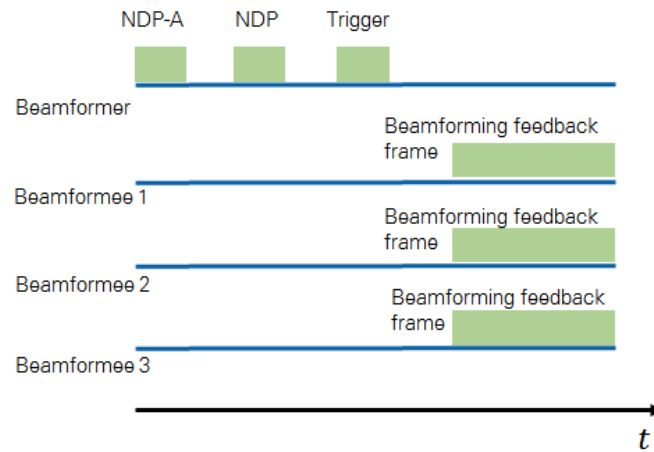 NDP-A NDP Trigger
Beamformer
Beamforming feedback
frame
Beamformee 1
Beamforming feedback
frame
Beamformee 2
Beamforming feedback
frame
Beamformee 3
t